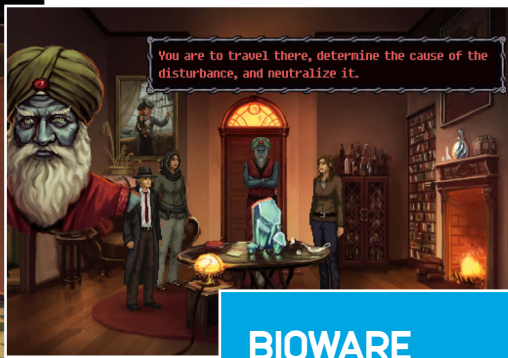 You are to travel there, determine the cause of the
disturbance, and neutralize it.
BIOWARE